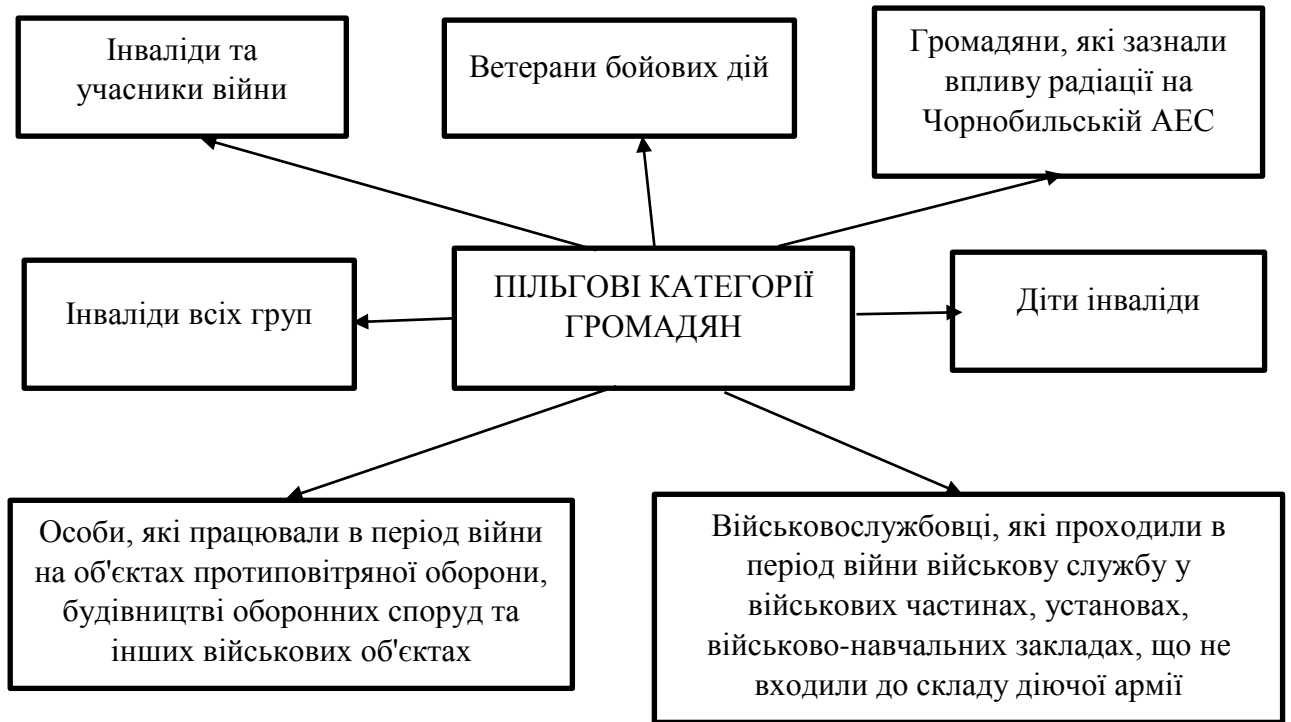 Інваліди та
учасники війни
Ветерани бойових дій
Громадяни, які зазнали
впливу радіації на
Чорнобильській АЕС
Інваліди всіх груп
ПІЛЬГОВІ КАТЕГОРІЇ
ГРОМАДЯН
Діти інваліди
Особи, які працювали в період війни
на об'єктах протиповітряної оборони,
будівництві оборонних споруд та
інших військових об'єктах
Військовослужбовці, які проходили в
період війни військову службу у
військових частинах, установах,
військово-навчальних закладах, що не
входили до складу діючої армії